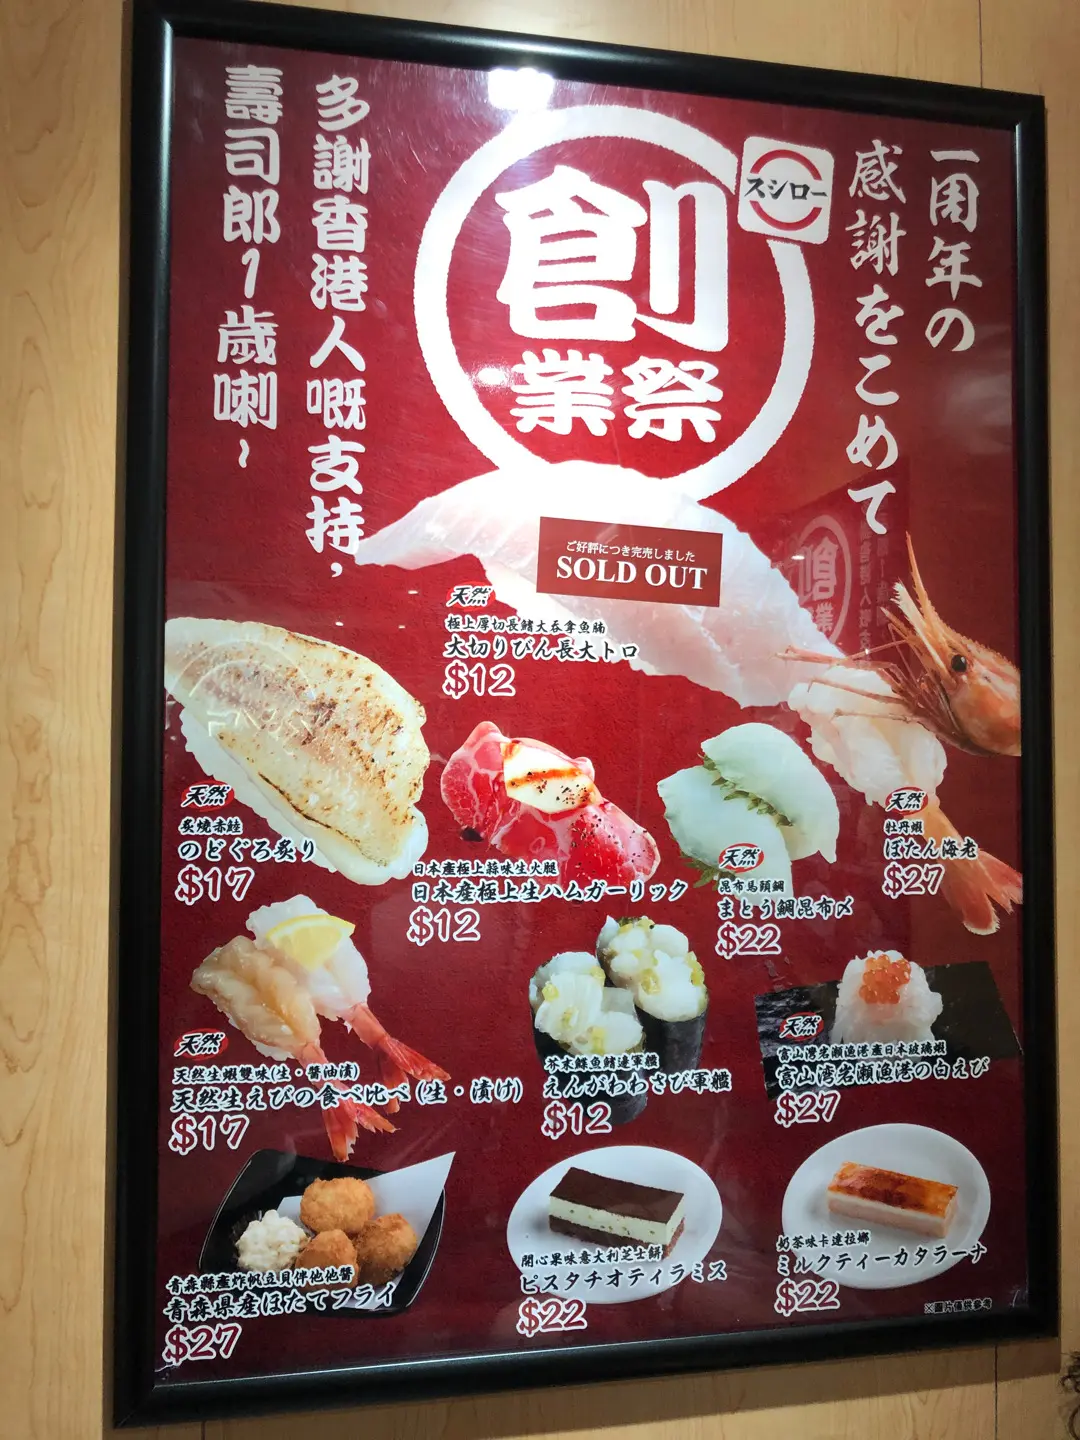 一周年の
感謝をこめて
スシロー
創
業祭
多謝香港人嘅支持，
壽司郎1歲喇~
ご好評につき完売しました
SOLD OUT
天然
極上厚切長鰭大吞拿魚腩
大切りびん長大トロ
$12
天然
炙燒赤鯥
のどぐろ炙り
$17
日本產極上蒜味生火腿
日本産極上生ハムガーリック
$12
天然
昆布馬頭鯛
まとう鯛昆布〆
$22
天然
牡丹蝦
ぼたん海老
$27
天然
天然生蝦雙味(生・醬油漬)
天然生えびの食べ比べ(生・漬け)
$17
芥末鰈魚鰭邊軍艦
えんがわわさび軍艦
$12
天然
富山灣岩瀨漁港產日本玻璃蝦
富山湾岩瀬漁港の白えび
$27
青森縣產炸帆立貝伴他他醬
青森県産ほたてフライ
$27
開心果味意大利芝士餅
ピスタチオティラミス
$22
奶茶味卡達拉娜
ミルクティーカタラーナ
$22
※圖片僅供參考